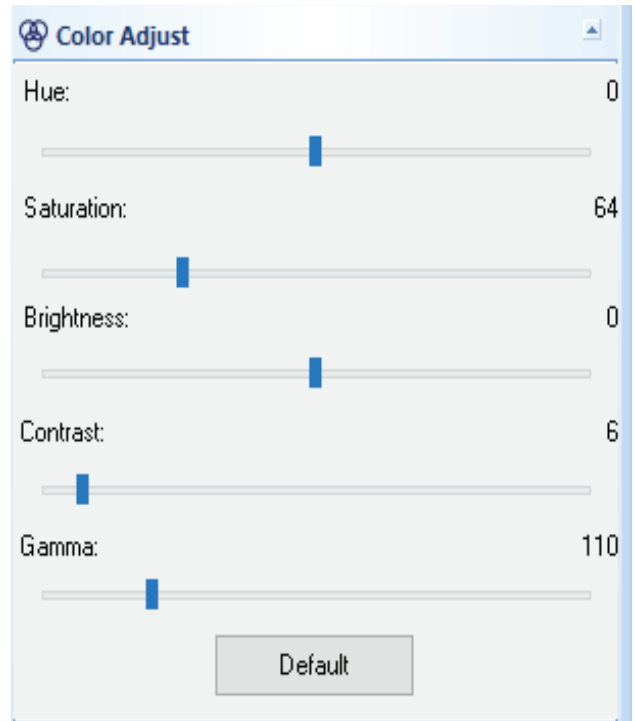 Color Adjust
Hue: 0
Saturation: 64
Brightness: 0
Contrast: 6
Gamma: 110
Default